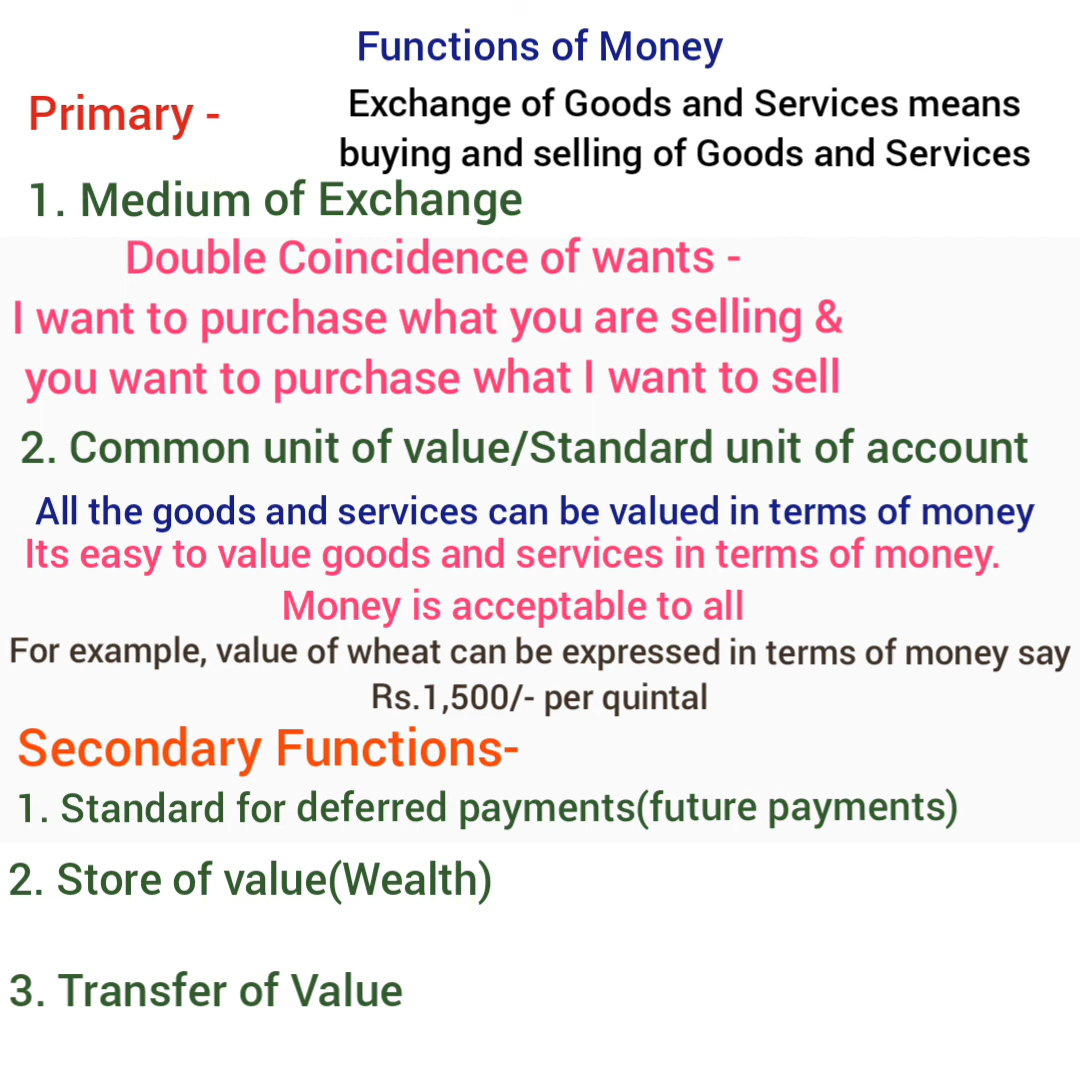 Functions of Money
Primary -
Exchange of Goods and Services means
buying and selling of Goods and Services
1. Medium of Exchange
Double Coincidence of wants -
I want to purchase what you are selling &
you want to purchase what I want to sell
2. Common unit of value/Standard unit of account
All the goods and services can be valued in terms of money
Its easy to value goods and services in terms of money.
Money is acceptable to all
For example, value of wheat can be expressed in terms of money say
Rs.1,500/- per quintal
Secondary Functions-
1. Standard for deferred payments(future payments)
2. Store of value(Wealth)
3. Transfer of Value